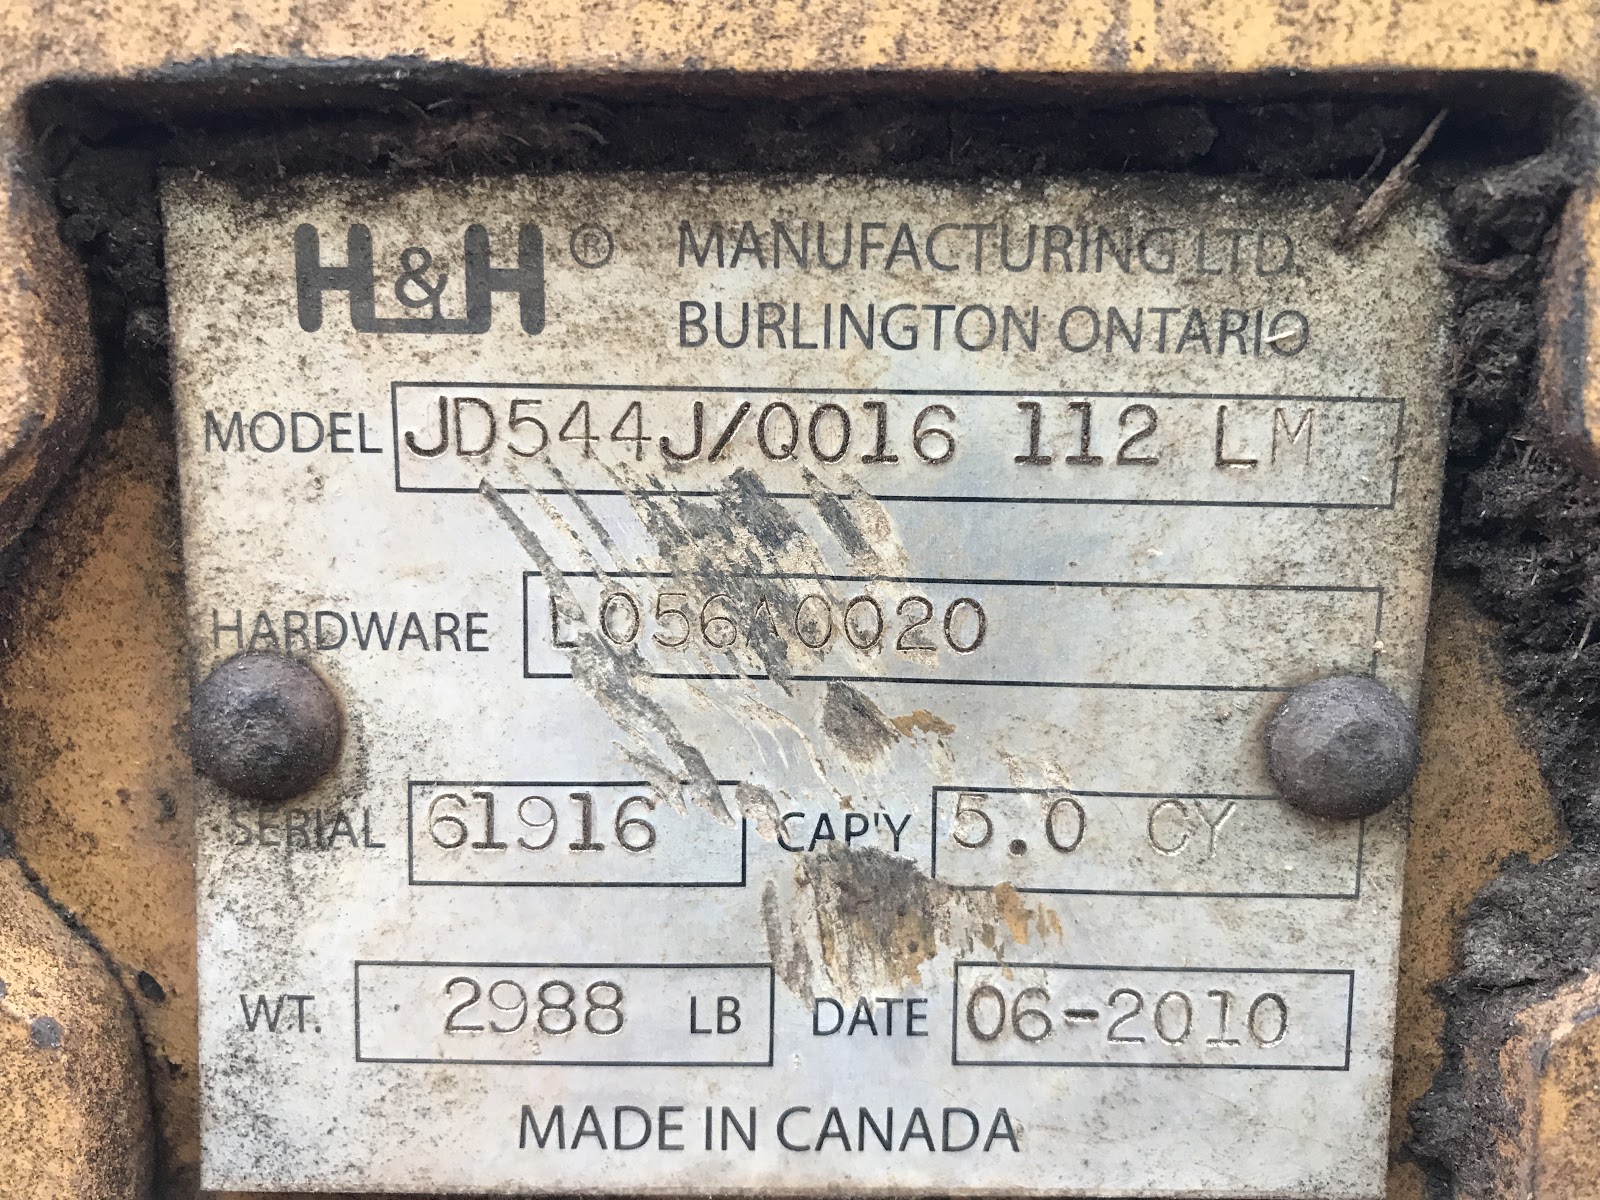 H&H ® MANUFACTURING LTD.
BURLINGTON ONTARIO
MODEL JD544J/Q016 112 LM
HARDWARE L056A0020
SERIAL 61916 CAP'Y 5.0 CY
WT. 2988 LB DATE 06-2010
MADE IN CANADA